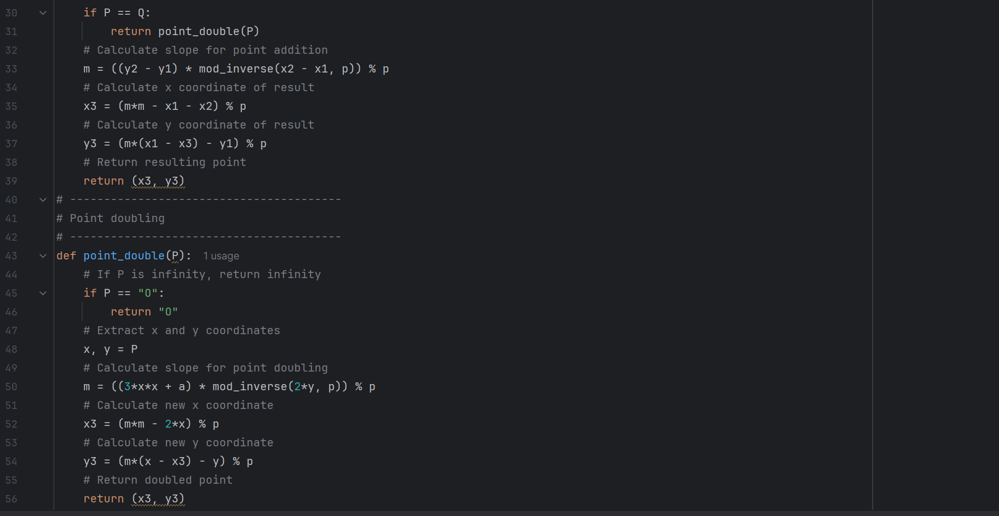 30 if P == Q:
31 return point_double(P)
32 # Calculate slope for point addition
33 m = ((y2 - y1) * mod_inverse(x2 - x1, p)) % p
34 # Calculate x coordinate of result
35 x3 = (m*m - x1 - x2) % p
36 # Calculate y coordinate of result
37 y3 = (m*(x1 - x3) - y1) % p
38 # Return resulting point
39 return (x3, y3)
40 # ----------------------------------------
41 # Point doubling
42 # ----------------------------------------
43 def point_double(P): 1 usage
44 # If P is infinity, return infinity
45 if P == "O":
46 return "O"
47 # Extract x and y coordinates
48 x, y = P
49 # Calculate slope for point doubling
50 m = ((3*x*x + a) * mod_inverse(2*y, p)) % p
51 # Calculate new x coordinate
52 x3 = (m*m - 2*x) % p
53 # Calculate new y coordinate
54 y3 = (m*(x - x3) - y) % p
55 # Return doubled point
56 return (x3, y3)